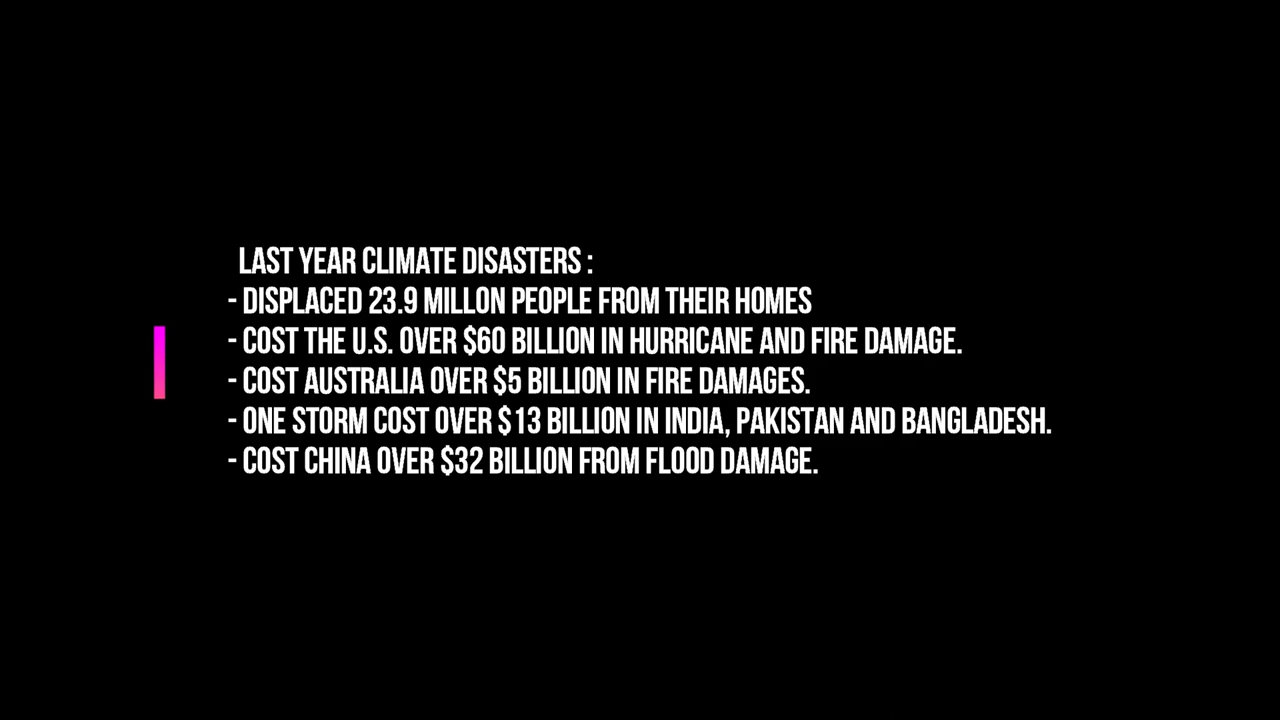 LAST YEAR CLIMATE DISASTERS :
- DISPLACED 23.9 MILLON PEOPLE FROM THEIR HOMES
- COST THE U.S. OVER $60 BILLION IN HURRICANE AND FIRE DAMAGE.
- COST AUSTRALIA OVER $5 BILLION IN FIRE DAMAGES.
- ONE STORM COST OVER $13 BILLION IN INDIA, PAKISTAN AND BANGLADESH.
- COST CHINA OVER $32 BILLION FROM FLOOD DAMAGE.